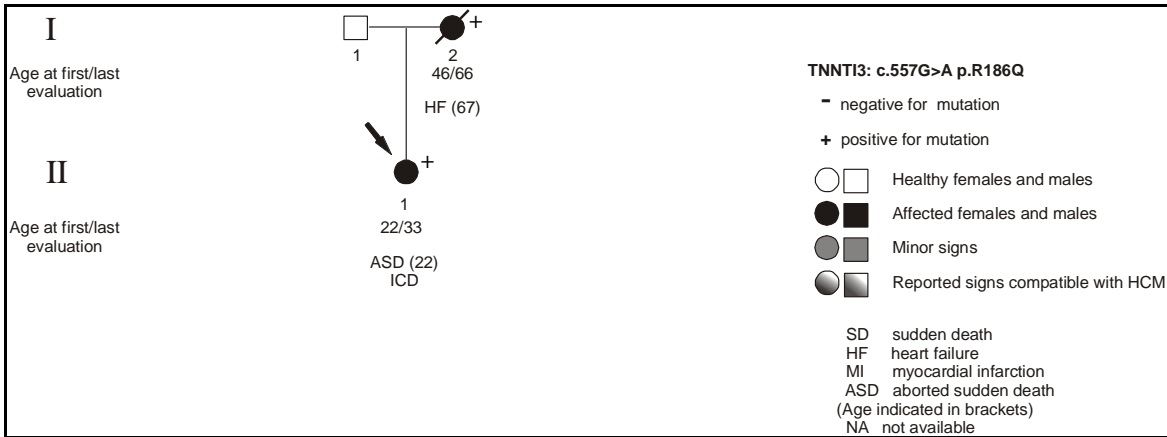 I
Age at first/last
evaluation
1
+
2
46/66
HF (67)
II
Age at first/last
evaluation
+
1
22/33
ASD (22)
ICD
TNNTI3: c.557G>A p.R186Q
- negative for mutation
+ positive for mutation
Healthy females and males
Affected females and males
Minor signs
Reported signs compatible with HCM
SD sudden death
HF heart failure
MI myocardial infarction
ASD aborted sudden death
(Age indicated in brackets)
NA not available